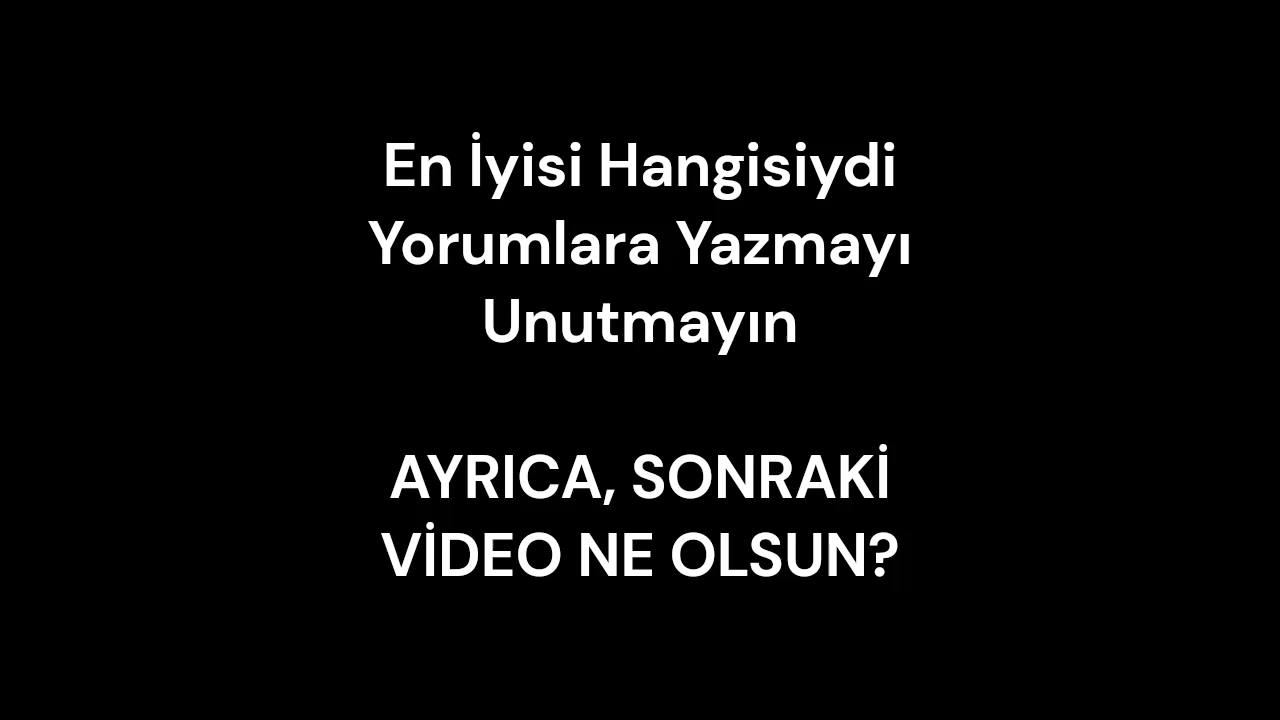 En İyisi Hangisiydi
Yorumlara Yazmayı
Unutmayın
AYRICA, SONRAKİ
VİDEO NE OLSUN?